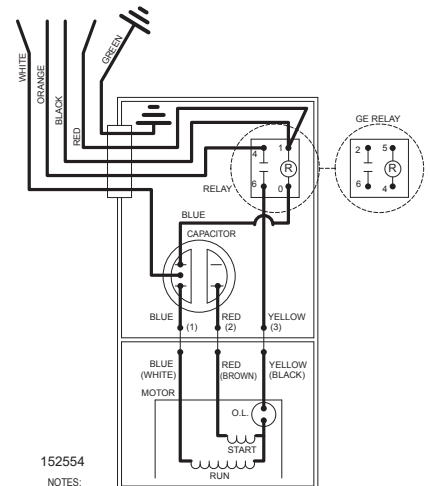 GREEN
WHITE
ORANGE
BLACK
RED
GE RELAY
4 1
R
6 0
RELAY
2 5
R
6 4
BLUE
CAPACITOR
BLUE RED YELLOW
(1) (2) (3)
BLUE RED YELLOW
(WHITE) (BROWN) (BLACK)
MOTOR
O.L.
START
RUN
152554
NOTES: